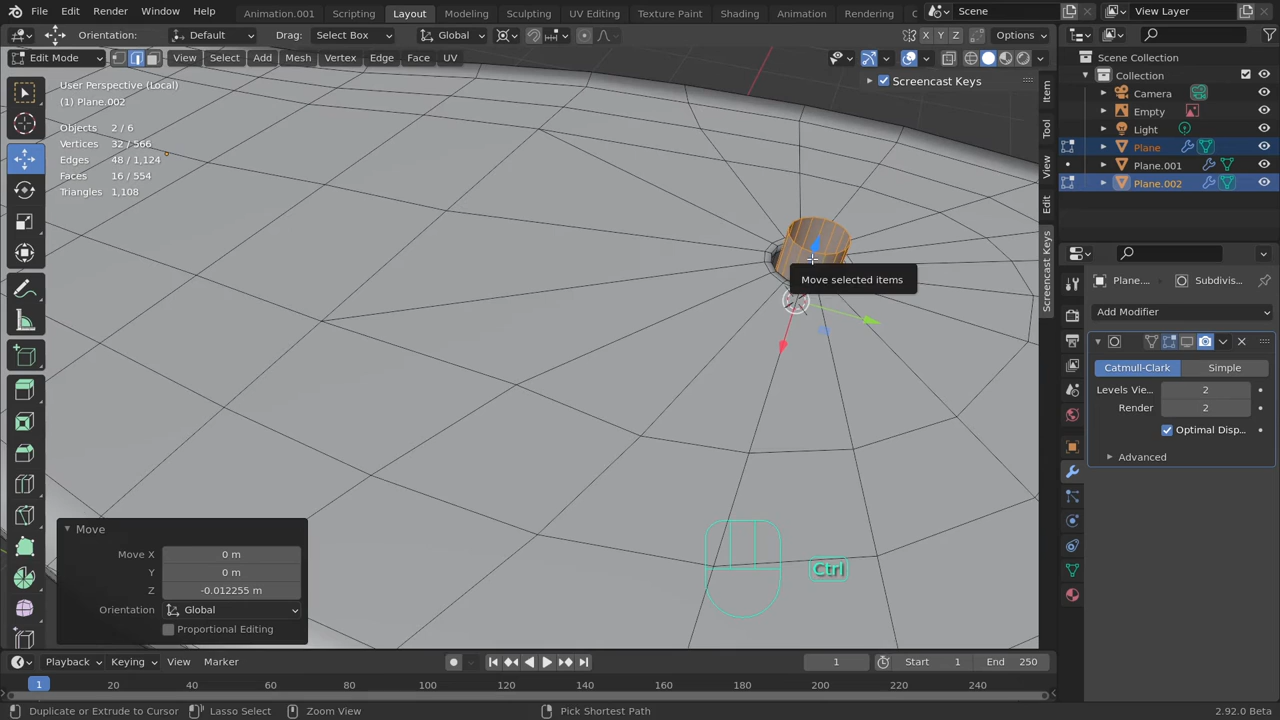 File Edit Render Window Help Animation.001 Scripting Layout Modeling Sculpting UV Editing Texture Paint Shading Animation Rendering C Scene View Layer
Orientation: Default Drag: Select Box Global X Y Z Options
Edit Mode View Select Add Mesh Vertex Edge Face UV
User Perspective (Local)
(1) Plane.002
Objects 2 / 6
Vertices 32 / 566
Edges 48 / 1,124
Faces 16 / 554
Triangles 1,108
Screencast Keys
Item
Tool
View
Edit
Screencast Keys
Move selected items
Ctrl
Move
Move X 0 m
Y 0 m
Z -0.012255 m
Orientation Global
Proportional Editing
Scene Collection
Collection
Camera
Empty
Light
Plane
Plane.001
Plane.002
Plane.... Subdivis...
Add Modifier
Catmull-Clark Simple
Levels Vie... 2
Render 2
Optimal Disp...
Advanced
Playback Keying View Marker 1 Start 1 End 250
1 20 40 60 80 100 120 140 160 180 200 220 240
Duplicate or Extrude to Cursor Lasso Select Zoom View Pick Shortest Path 2.92.0 Beta